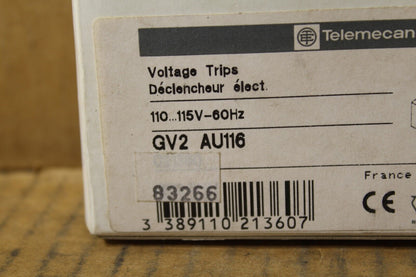 Telemecan
Voltage Trips
Déclencheur élect.
110...115V-60Hz
GV2 AU116
83266
France
CE
3 389110 213607